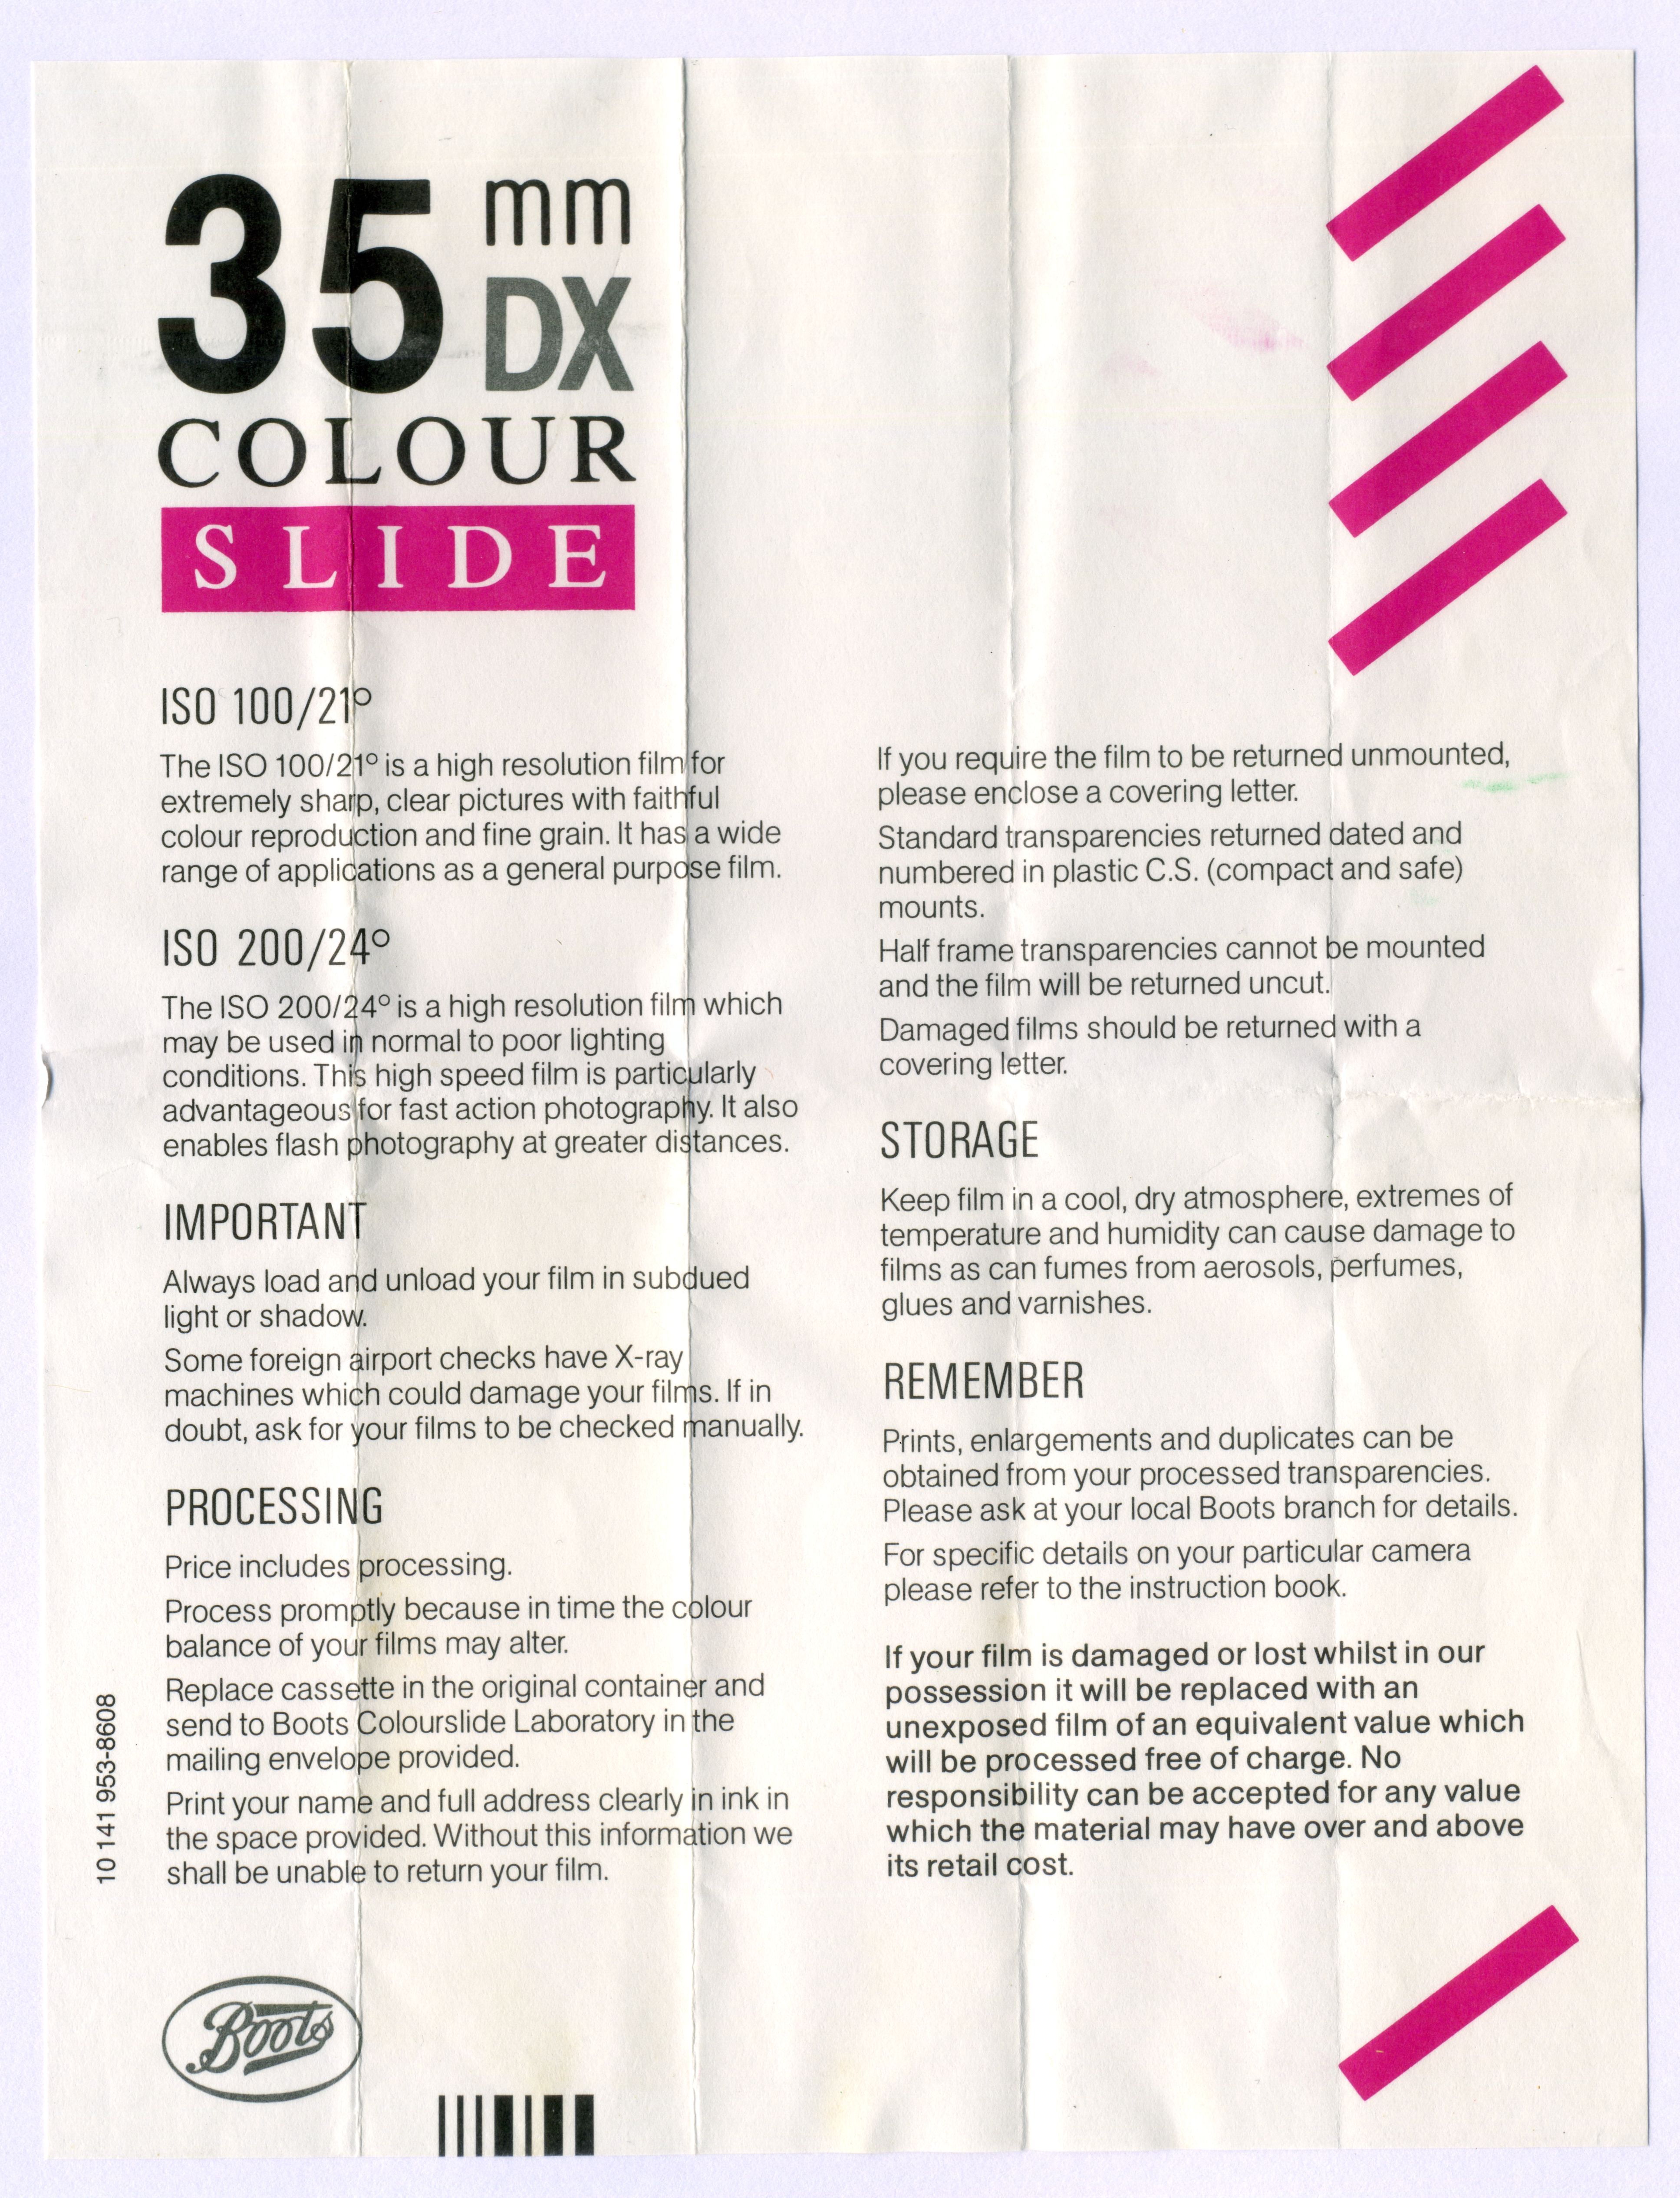 35 mm
DX
COLOUR
SLIDE
ISO 100/21°
The ISO 100/21° is a high resolution film for
extremely sharp, clear pictures with faithful
colour reproduction and fine grain. It has a wide
range of applications as a general purpose film.
ISO 200/24°
The ISO 200/24° is a high resolution film which
may be used in normal to poor lighting
conditions. This high speed film is particularly
advantageous for fast action photography. It also
enables flash photography at greater distances.
IMPORTANT
Always load and unload your film in subdued
light or shadow.
Some foreign airport checks have X-ray
machines which could damage your films. If in
doubt, ask for your films to be checked manually.
PROCESSING
Price includes processing.
Process promptly because in time the colour
balance of your films may alter.
Replace cassette in the original container and
send to Boots Colourslide Laboratory in the
mailing envelope provided.
Print your name and full address clearly in ink in
the space provided. Without this information we
shall be unable to return your film.
10 141 953-8608
Boots
If you require the film to be returned unmounted,
please enclose a covering letter.
Standard transparencies returned dated and
numbered in plastic C.S. (compact and safe)
mounts.
Half frame transparencies cannot be mounted
and the film will be returned uncut.
Damaged films should be returned with a
covering letter.
STORAGE
Keep film in a cool, dry atmosphere, extremes of
temperature and humidity can cause damage to
films as can fumes from aerosols, perfumes,
glues and varnishes.
REMEMBER
Prints, enlargements and duplicates can be
obtained from your processed transparencies.
Please ask at your local Boots branch for details.
For specific details on your particular camera
please refer to the instruction book.
If your film is damaged or lost whilst in our
possession it will be replaced with an
unexposed film of an equivalent value which
will be processed free of charge. No
responsibility can be accepted for any value
which the material may have over and above
its retail cost.